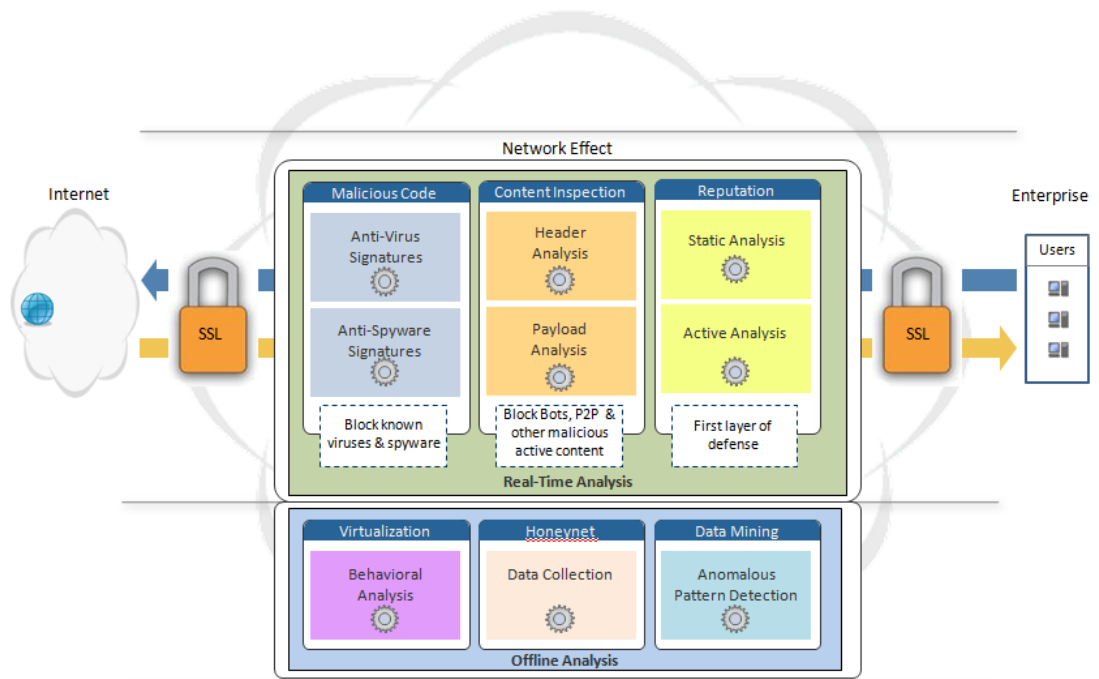 Network Effect
Internet
Enterprise
Malicious Code
Content Inspection
Reputation
Anti-Virus
Signatures
Header
Analysis
Static Analysis
Users
Anti-Spyware
Signatures
Payload
Analysis
Active Analysis
SSL
SSL
Block known
viruses & spyware
Block Bots, P2P &
other malicious
active content
First layer of
defense
Real-Time Analysis
Virtualization
Honeynet
Data Mining
Behavioral
Analysis
Data Collection
Anomalous
Pattern Detection
Offline Analysis